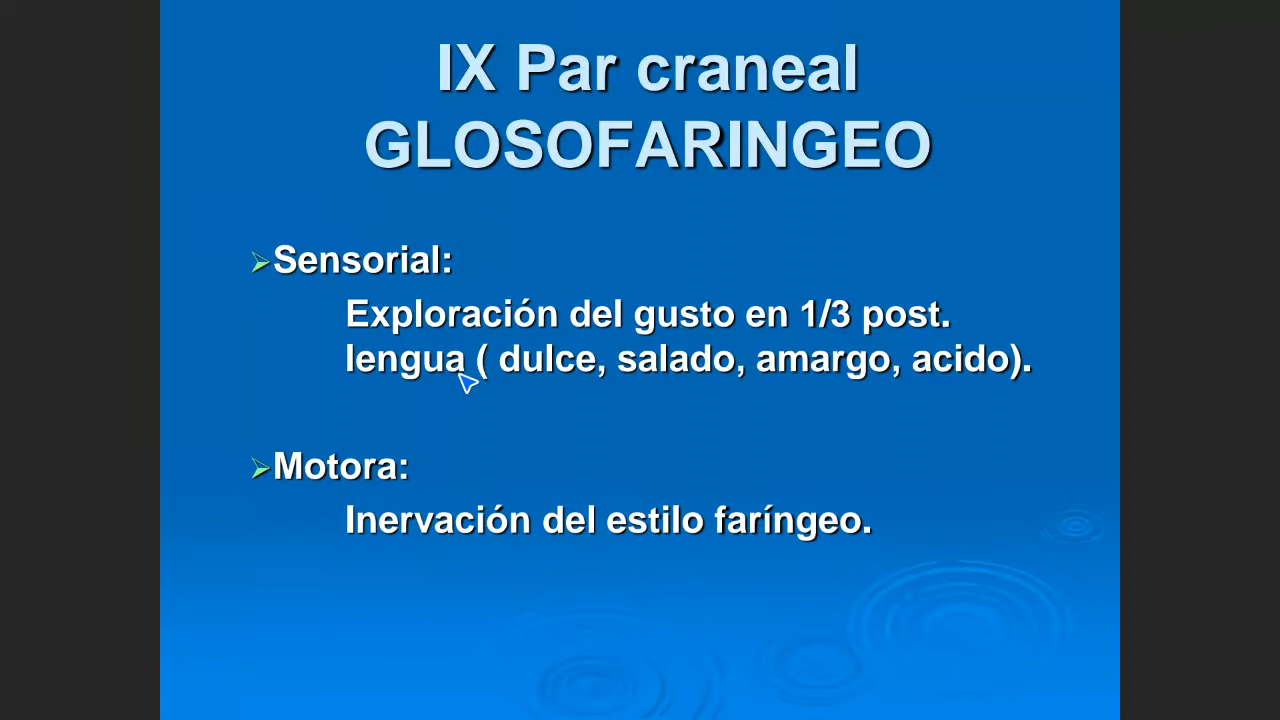 IX Par craneal
GLOSOFARINGEO
Sensorial:
Exploración del gusto en 1/3 post.
lengua ( dulce, salado, amargo, acido).
Motora:
Inervación del estilo faríngeo.